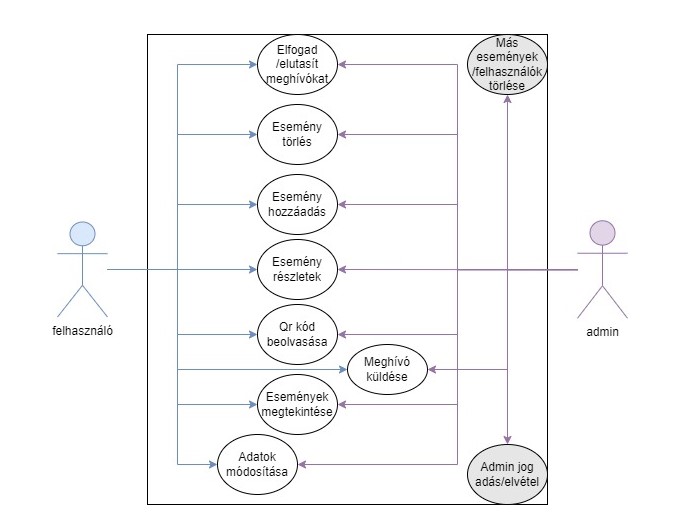 Elfogad
/elutasít
meghívókat
Más
események
/felhasználók
törlése
Esemény
törlés
Esemény
hozzáadás
Esemény
részletek
felhasználó
admin
Qr kód
beolvasása
Meghívó
küldése
Események
megtekintése
Adatok
módosítása
Admin jog
adás/elvétel